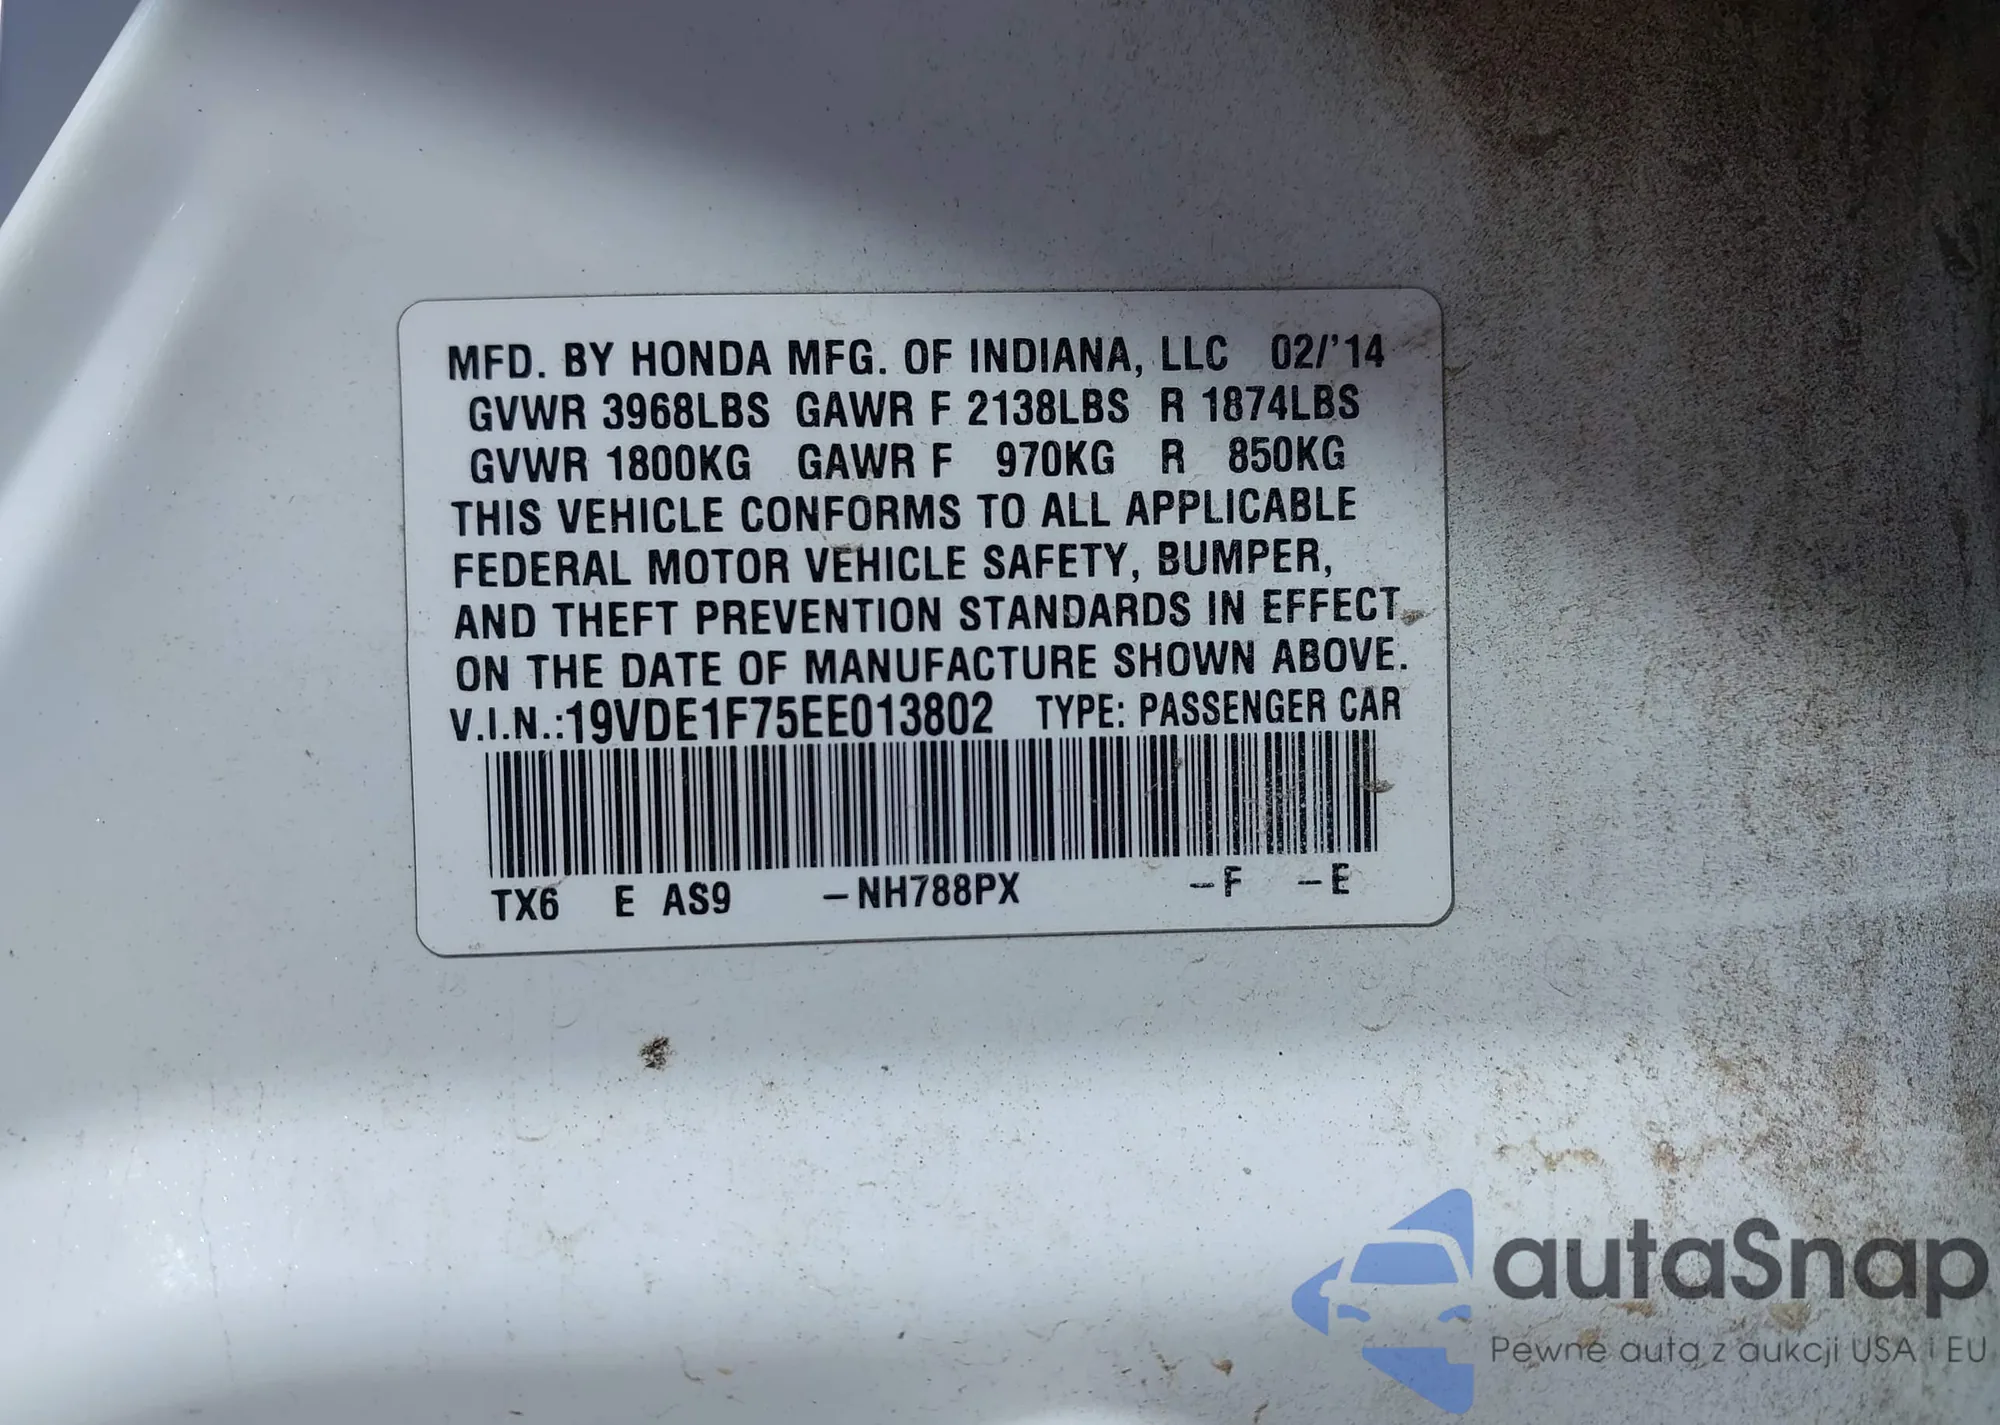 MFD. BY HONDA MFG. OF INDIANA, LLC 02/'14
GVWR 3968LBS GAWR F 2138LBS R 1874LBS
GVWR 1800KG GAWR F 970KG R 850KG
THIS VEHICLE CONFORMS TO ALL APPLICABLE
FEDERAL MOTOR VEHICLE SAFETY, BUMPER,
AND THEFT PREVENTION STANDARDS IN EFFECT
ON THE DATE OF MANUFACTURE SHOWN ABOVE.
V.I.N.:19VDE1F75EE013802 TYPE: PASSENGER CAR
TX6 E AS9 –NH788PX –F –E
autaSnap
Pewne auta z aukcji USA i EU